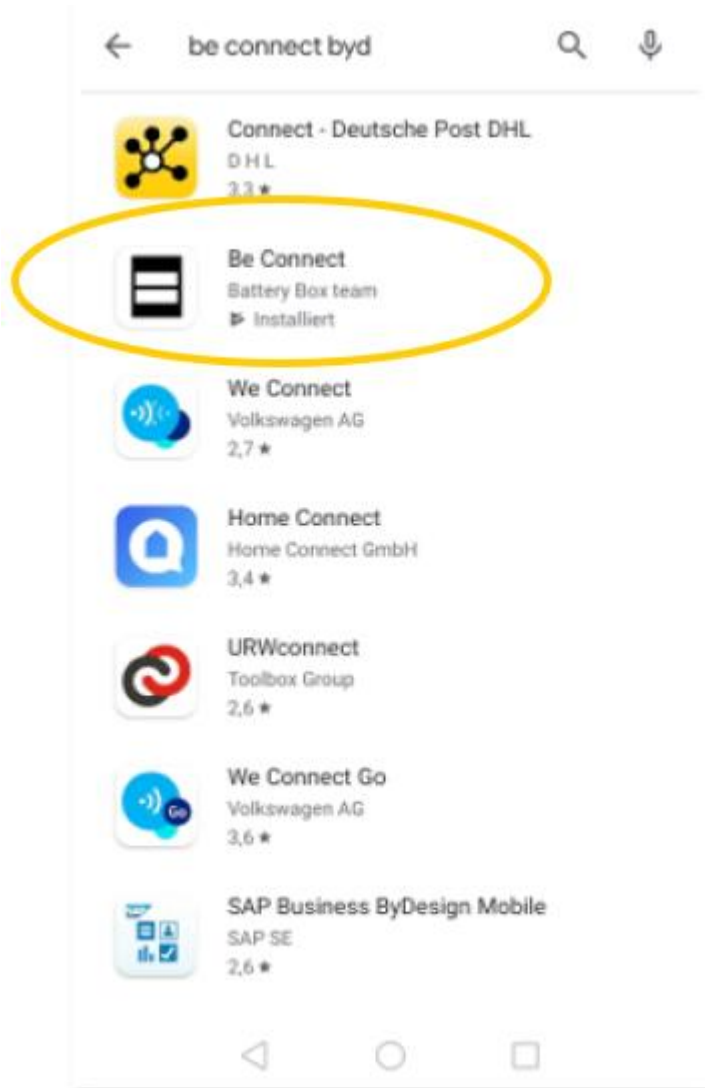 be connect byd
Connect - Deutsche Post DHL
DHL
3,3 ★
Be Connect
Battery Box team
Installiert
We Connect
Volkswagen AG
2,7 ★
Home Connect
Home Connect GmbH
3,4 ★
URWconnect
Toolbox Group
2,6 ★
We Connect Go
Go
Volkswagen AG
3,6 ★
SAP Business ByDesign Mobile
SAP
SAP SE
2,6 ★